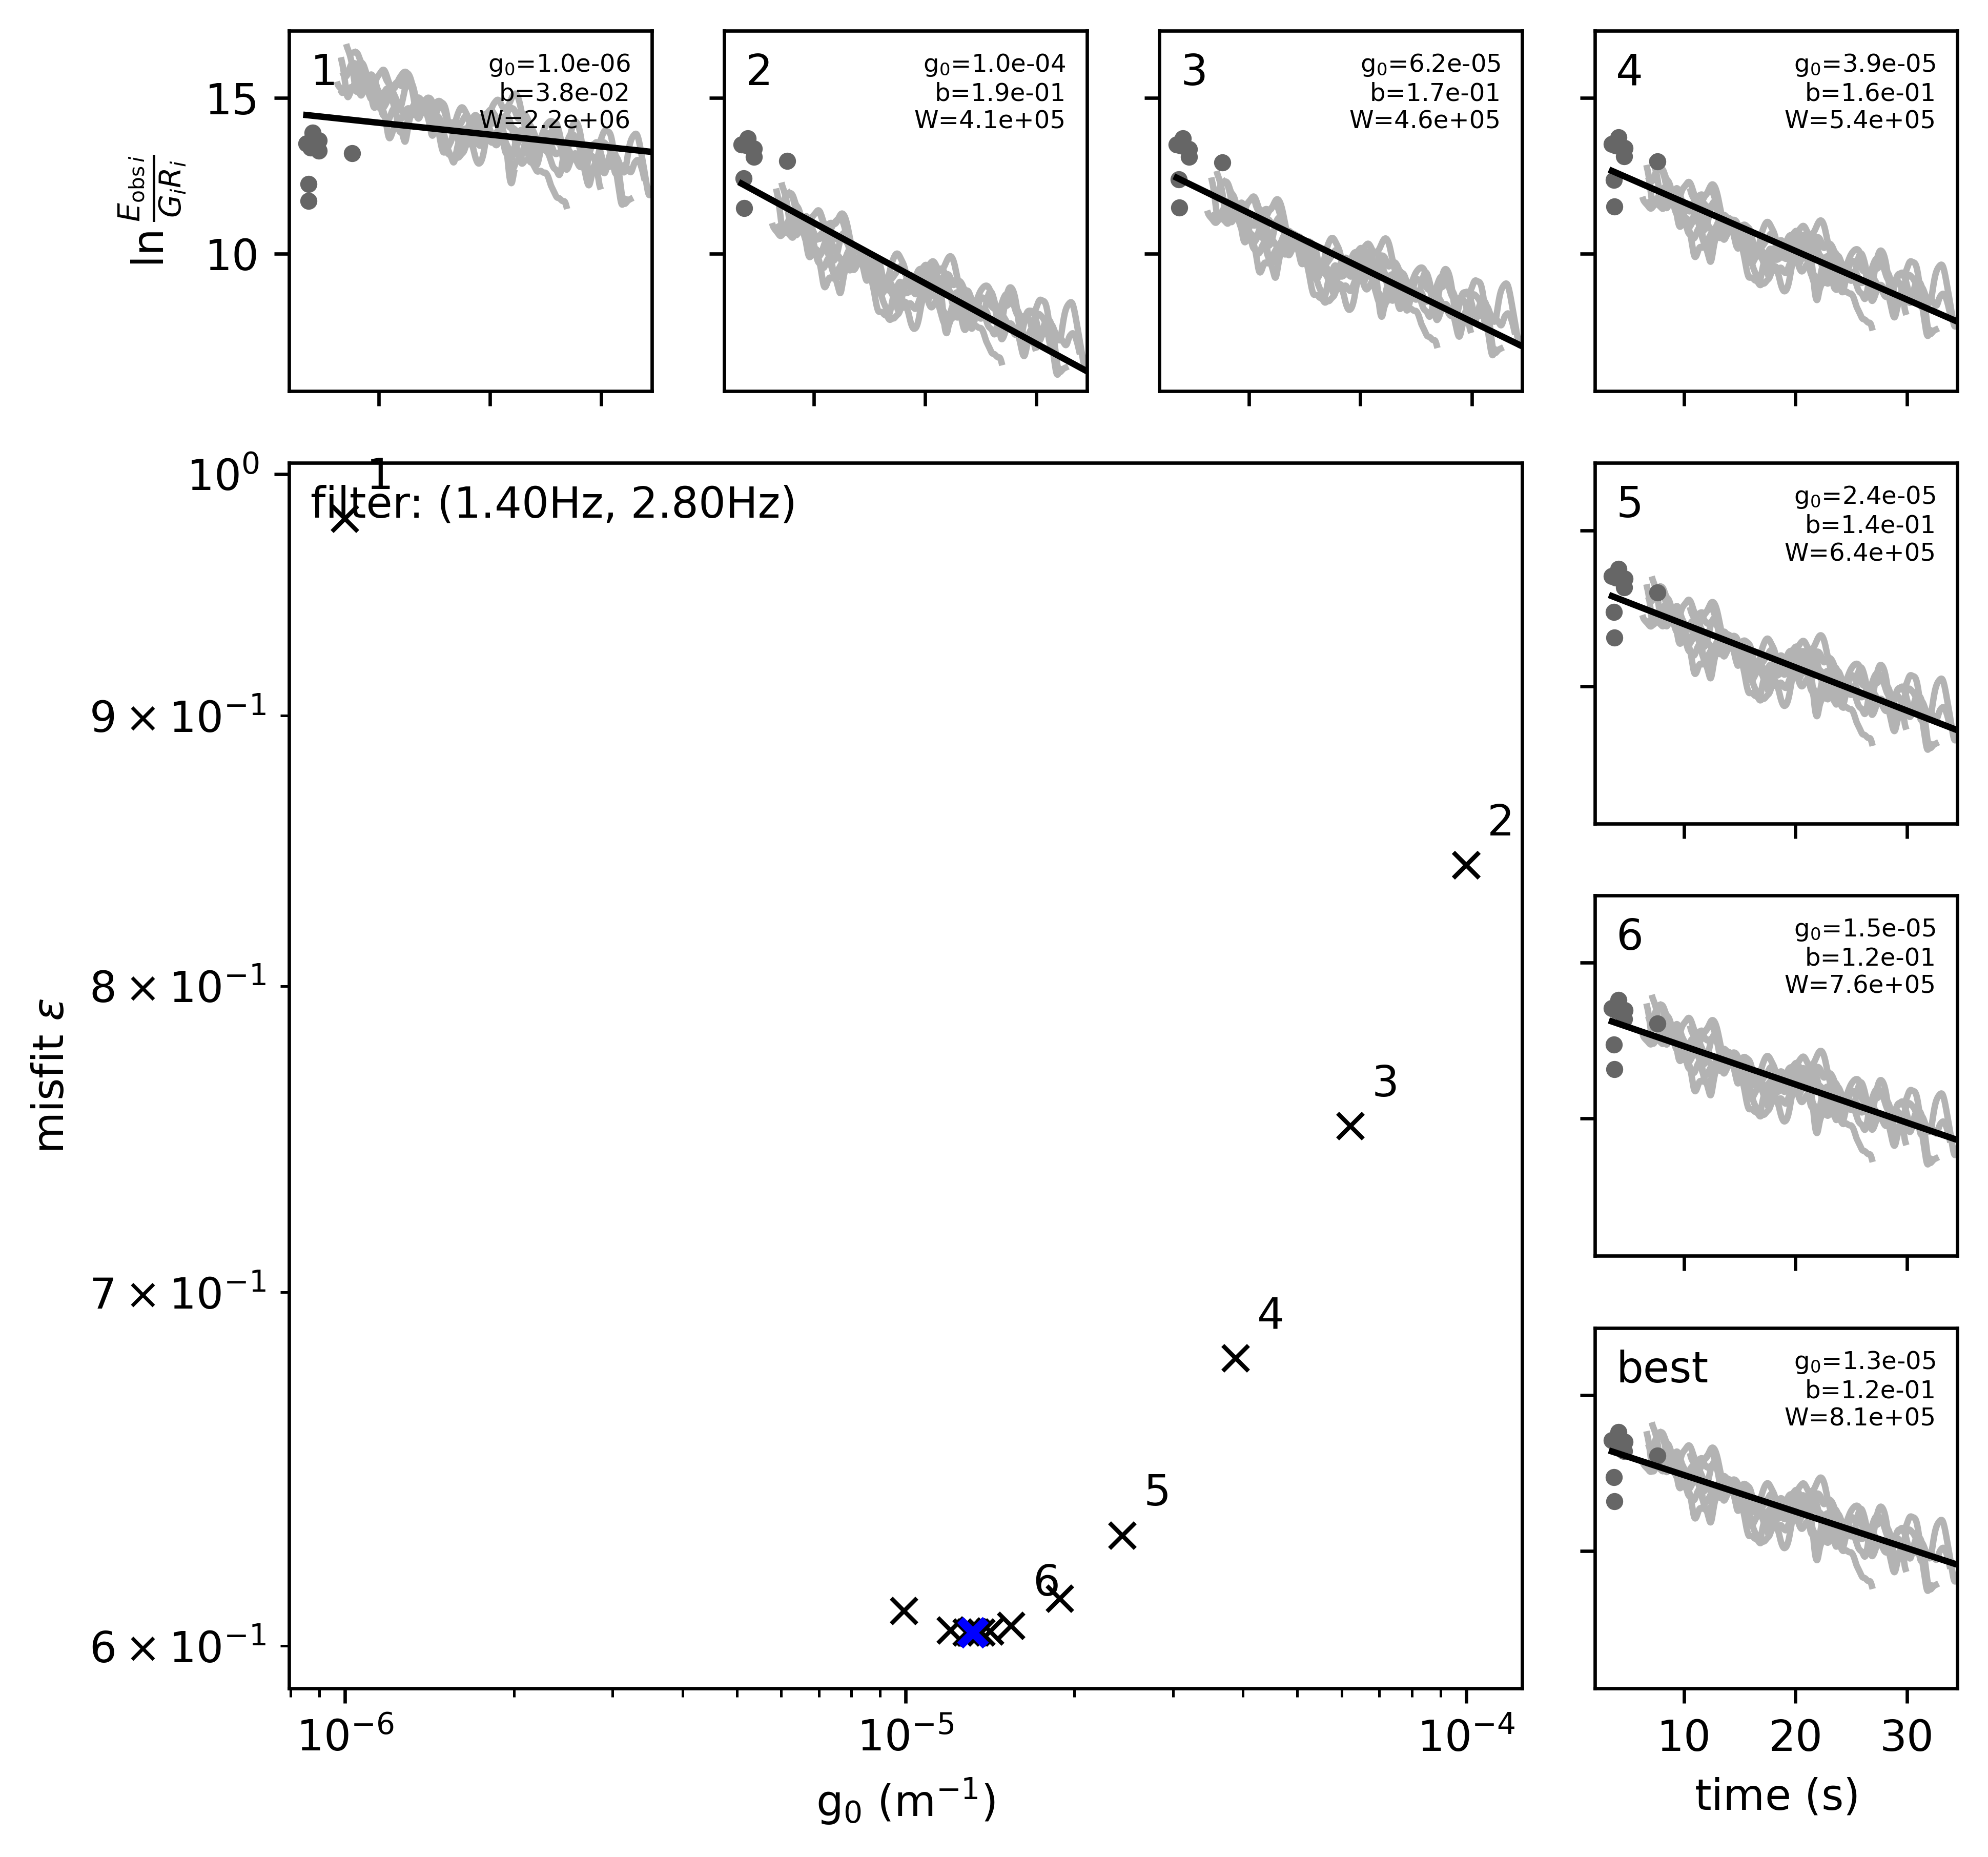 1
g₀=1.0e-06
b=3.8e-02
W=2.2e+06
2
g₀=1.0e-04
b=1.9e-01
W=4.1e+05
3
g₀=6.2e-05
b=1.7e-01
W=4.6e+05
4
g₀=3.9e-05
b=1.6e-01
W=5.4e+05
15
10
ln E_obs i / G_i R_i
filter: (1.40Hz, 2.80Hz)
10⁰
9 × 10⁻¹
8 × 10⁻¹
7 × 10⁻¹
6 × 10⁻¹
misfit ε
1
2
3
4
5
6
10⁻⁶
10⁻⁵
10⁻⁴
g₀ (m⁻¹)
5
g₀=2.4e-05
b=1.4e-01
W=6.4e+05
6
g₀=1.5e-05
b=1.2e-01
W=7.6e+05
best
g₀=1.3e-05
b=1.2e-01
W=8.1e+05
10 20 30
time (s)